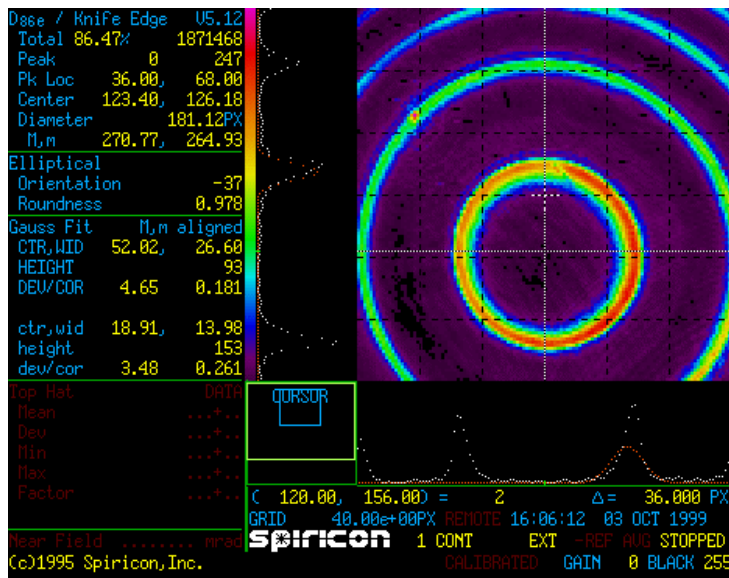 D86e / Knife Edge V5.12
Total 86.47% 1871468
Peak 0 247
Pk Loc 36.00, 68.00
Center 123.40, 126.18
Diameter 181.12PX
M,m 270.77, 264.93
Elliptical
Orientation -37
Roundness 0.978
Gauss Fit M,m aligned
CTR,WID 52.02, 26.60
HEIGHT 93
DEV/COR 4.65 0.181
ctr,wid 18.91, 13.98
height 153
dev/cor 3.48 0.261
Top Hat DATA
Mean ...+..
Dev ...+..
Min ...+..
Max ...+..
Factor ...+..
Near Field ........ mrad
(c)1995 Spiricon,Inc.
CURSOR
( 120.00, 156.00) = 2 Δ= 36.000 PX
GRID 40.00e+00PX REMOTE 16:06:12 03 OCT 1999
spiricon 1 CONT EXT -REF AVG STOPPED
CALIBRATED GAIN 0 BLACK 255